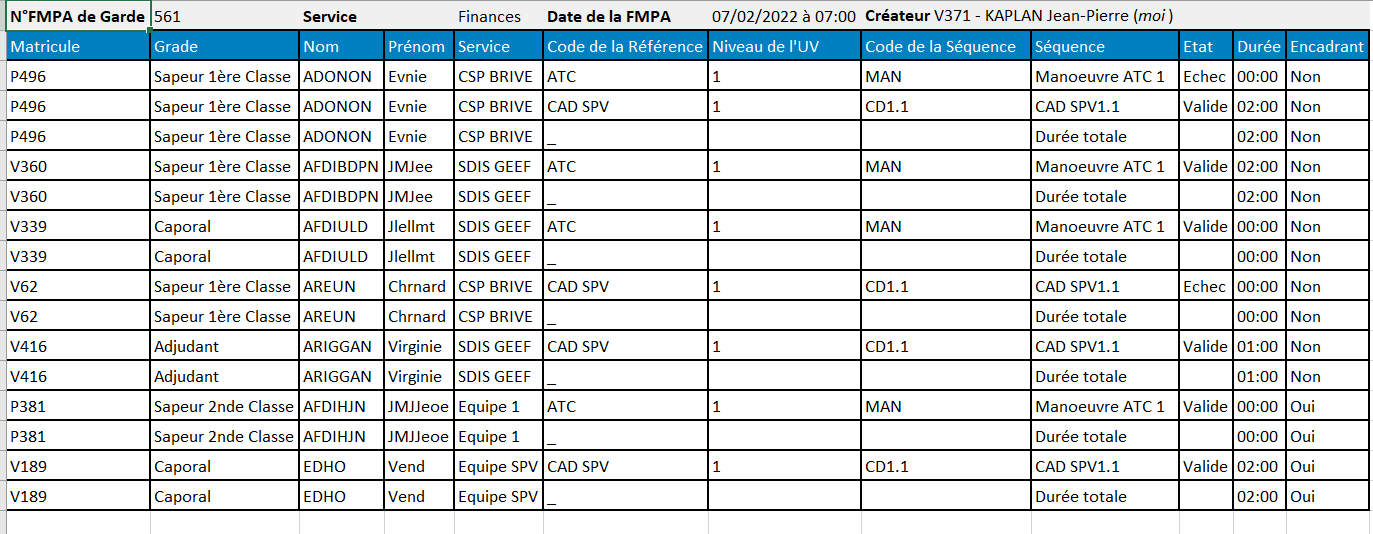 N°FMPA de Garde 561 Service Finances Date de la FMPA 07/02/2022 à 07:00 Créateur V371 - KAPLAN Jean-Pierre (moi )
Matricule Grade Nom Prénom Service Code de la Référence Niveau de l'UV Code de la Séquence Séquence Etat Durée Encadrant
P496 Sapeur 1ère Classe ADONON Evnie CSP BRIVE ATC 1 MAN Manoeuvre ATC 1 Echec 00:00 Non
P496 Sapeur 1ère Classe ADONON Evnie CSP BRIVE CAD SPV 1 CD1.1 CAD SPV1.1 Valide 02:00 Non
P496 Sapeur 1ère Classe ADONON Evnie CSP BRIVE _ Durée totale 02:00 Non
V360 Sapeur 1ère Classe AFDIBDPN JMJee SDIS GEEF ATC 1 MAN Manoeuvre ATC 1 Valide 02:00 Non
V360 Sapeur 1ère Classe AFDIBDPN JMJee SDIS GEEF _ Durée totale 02:00 Non
V339 Caporal AFDIULD Jlellmt SDIS GEEF ATC 1 MAN Manoeuvre ATC 1 Valide 00:00 Non
V339 Caporal AFDIULD Jlellmt SDIS GEEF _ Durée totale 00:00 Non
V62 Sapeur 1ère Classe AREUN Chrnard CSP BRIVE CAD SPV 1 CD1.1 CAD SPV1.1 Echec 00:00 Non
V62 Sapeur 1ère Classe AREUN Chrnard CSP BRIVE _ Durée totale 00:00 Non
V416 Adjudant ARIGGAN Virginie SDIS GEEF CAD SPV 1 CD1.1 CAD SPV1.1 Valide 01:00 Non
V416 Adjudant ARIGGAN Virginie SDIS GEEF _ Durée totale 01:00 Non
P381 Sapeur 2nde Classe AFDIHJN JMJJeoe Equipe 1 ATC 1 MAN Manoeuvre ATC 1 Valide 00:00 Oui
P381 Sapeur 2nde Classe AFDIHJN JMJJeoe Equipe 1 _ Durée totale 00:00 Oui
V189 Caporal EDHO Vend Equipe SPV CAD SPV 1 CD1.1 CAD SPV1.1 Valide 02:00 Oui
V189 Caporal EDHO Vend Equipe SPV _ Durée totale 02:00 Oui